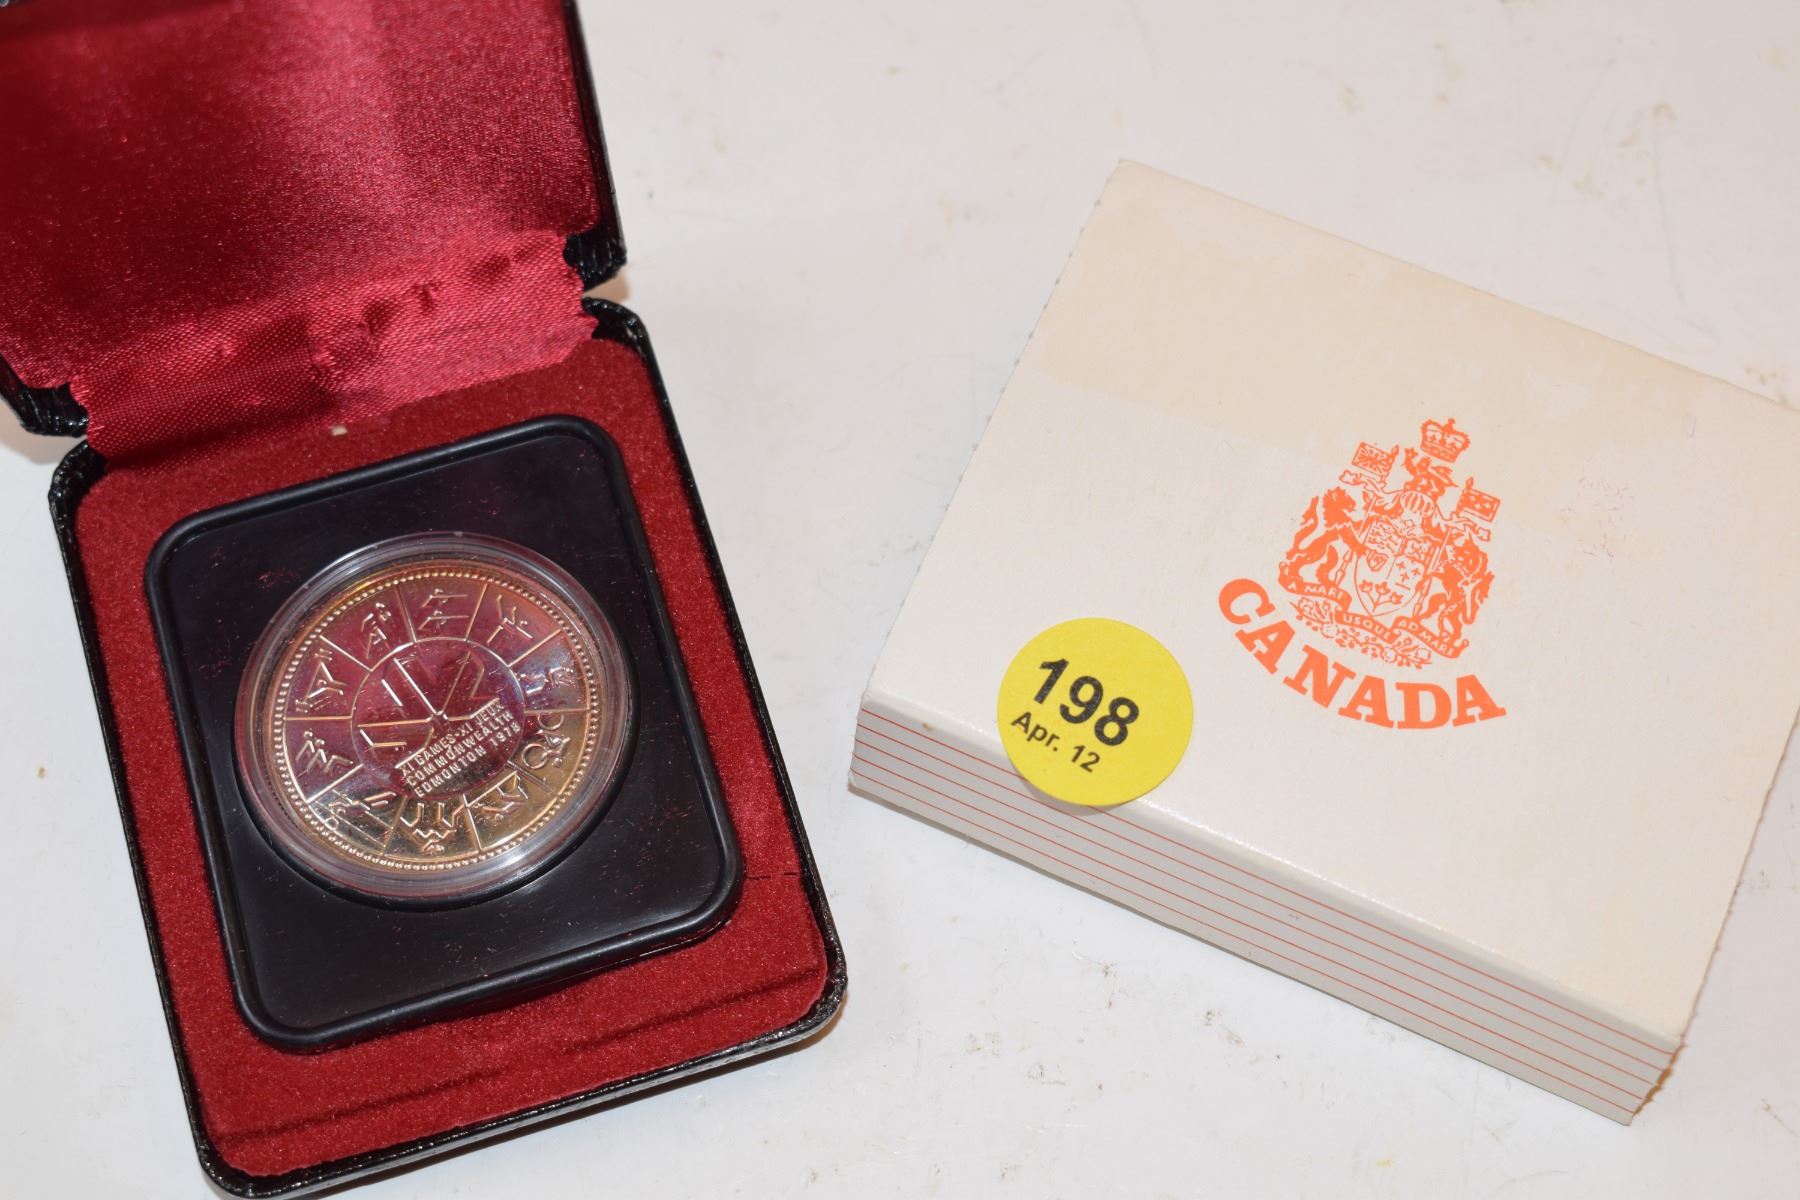 XI GAMES-XI JEUX
COMMONWEALTH
EDMONTON 1978
A MARI USQUE AD MARE
CANADA
198
Apr. 12